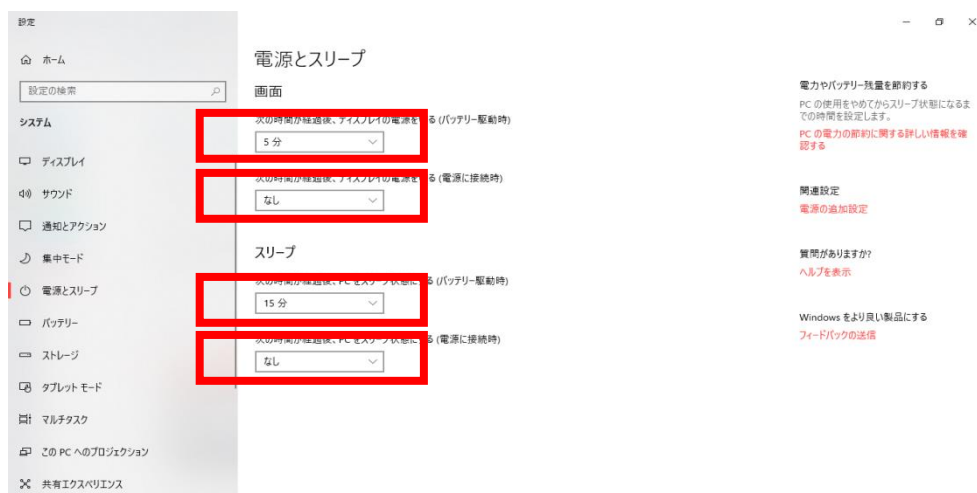 設定
ホーム
設定の検索
システム
ディスプレイ
サウンド
通知とアクション
集中モード
電源とスリープ
バッテリー
ストレージ
タブレット モード
マルチタスク
この PC へのプロジェクション
共有エクスペリエンス
電源とスリープ
画面
次の時間が経過後、ディスプレイの電源を切る (バッテリー駆動時)
5 分
次の時間が経過後、ディスプレイの電源を切る (電源に接続時)
なし
スリープ
次の時間が経過後、PC をスリープ状態にする (バッテリー駆動時)
15 分
次の時間が経過後、PC をスリープ状態にする (電源に接続時)
なし
電力やバッテリー残量を節約する
PC の使用をやめてからスリープ状態になるま
での時間を設定します。
PC の電力の節約に関する詳しい情報を確
認する
関連設定
電源の追加設定
質問がありますか?
ヘルプを表示
Windows をより良い製品にする
フィードバックの送信